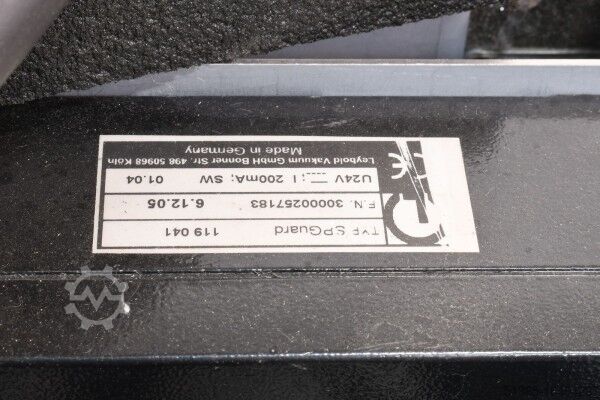 TYP SPGuard 119 041
F.N. 30000257183 6.12.05
U24V ; I 200mA; SW 01.04
Leybold Vakuum GmbH Bonner Str. 498 50968 Köln
Made in Germany
CE